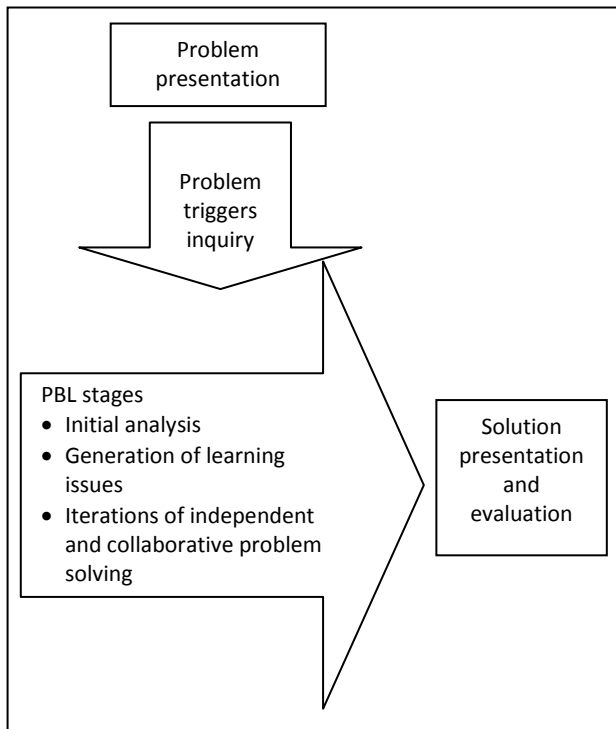 Problem
presentation
Problem
triggers
inquiry
PBL stages
• Initial analysis
• Generation of learning
issues
• Iterations of independent
and collaborative problem
solving
Solution
presentation
and
evaluation